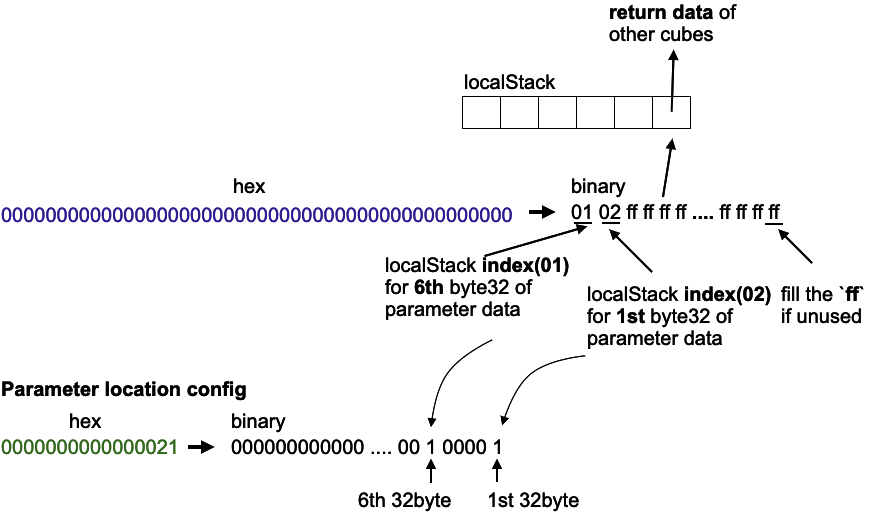 return data of
other cubes
localStack
hex
binary
0000000000000000000000000000000000000000000000
01 02 ff ff ff ff .... ff ff ff ff
localStack index(01)
for 6th byte32 of
parameter data
localStack index(02)
for 1st byte32 of
parameter data
fill the `ff`
if unused
Parameter location config
hex
binary
0000000000000021
000000000000 .... 00 1 0000 1
6th 32byte
1st 32byte